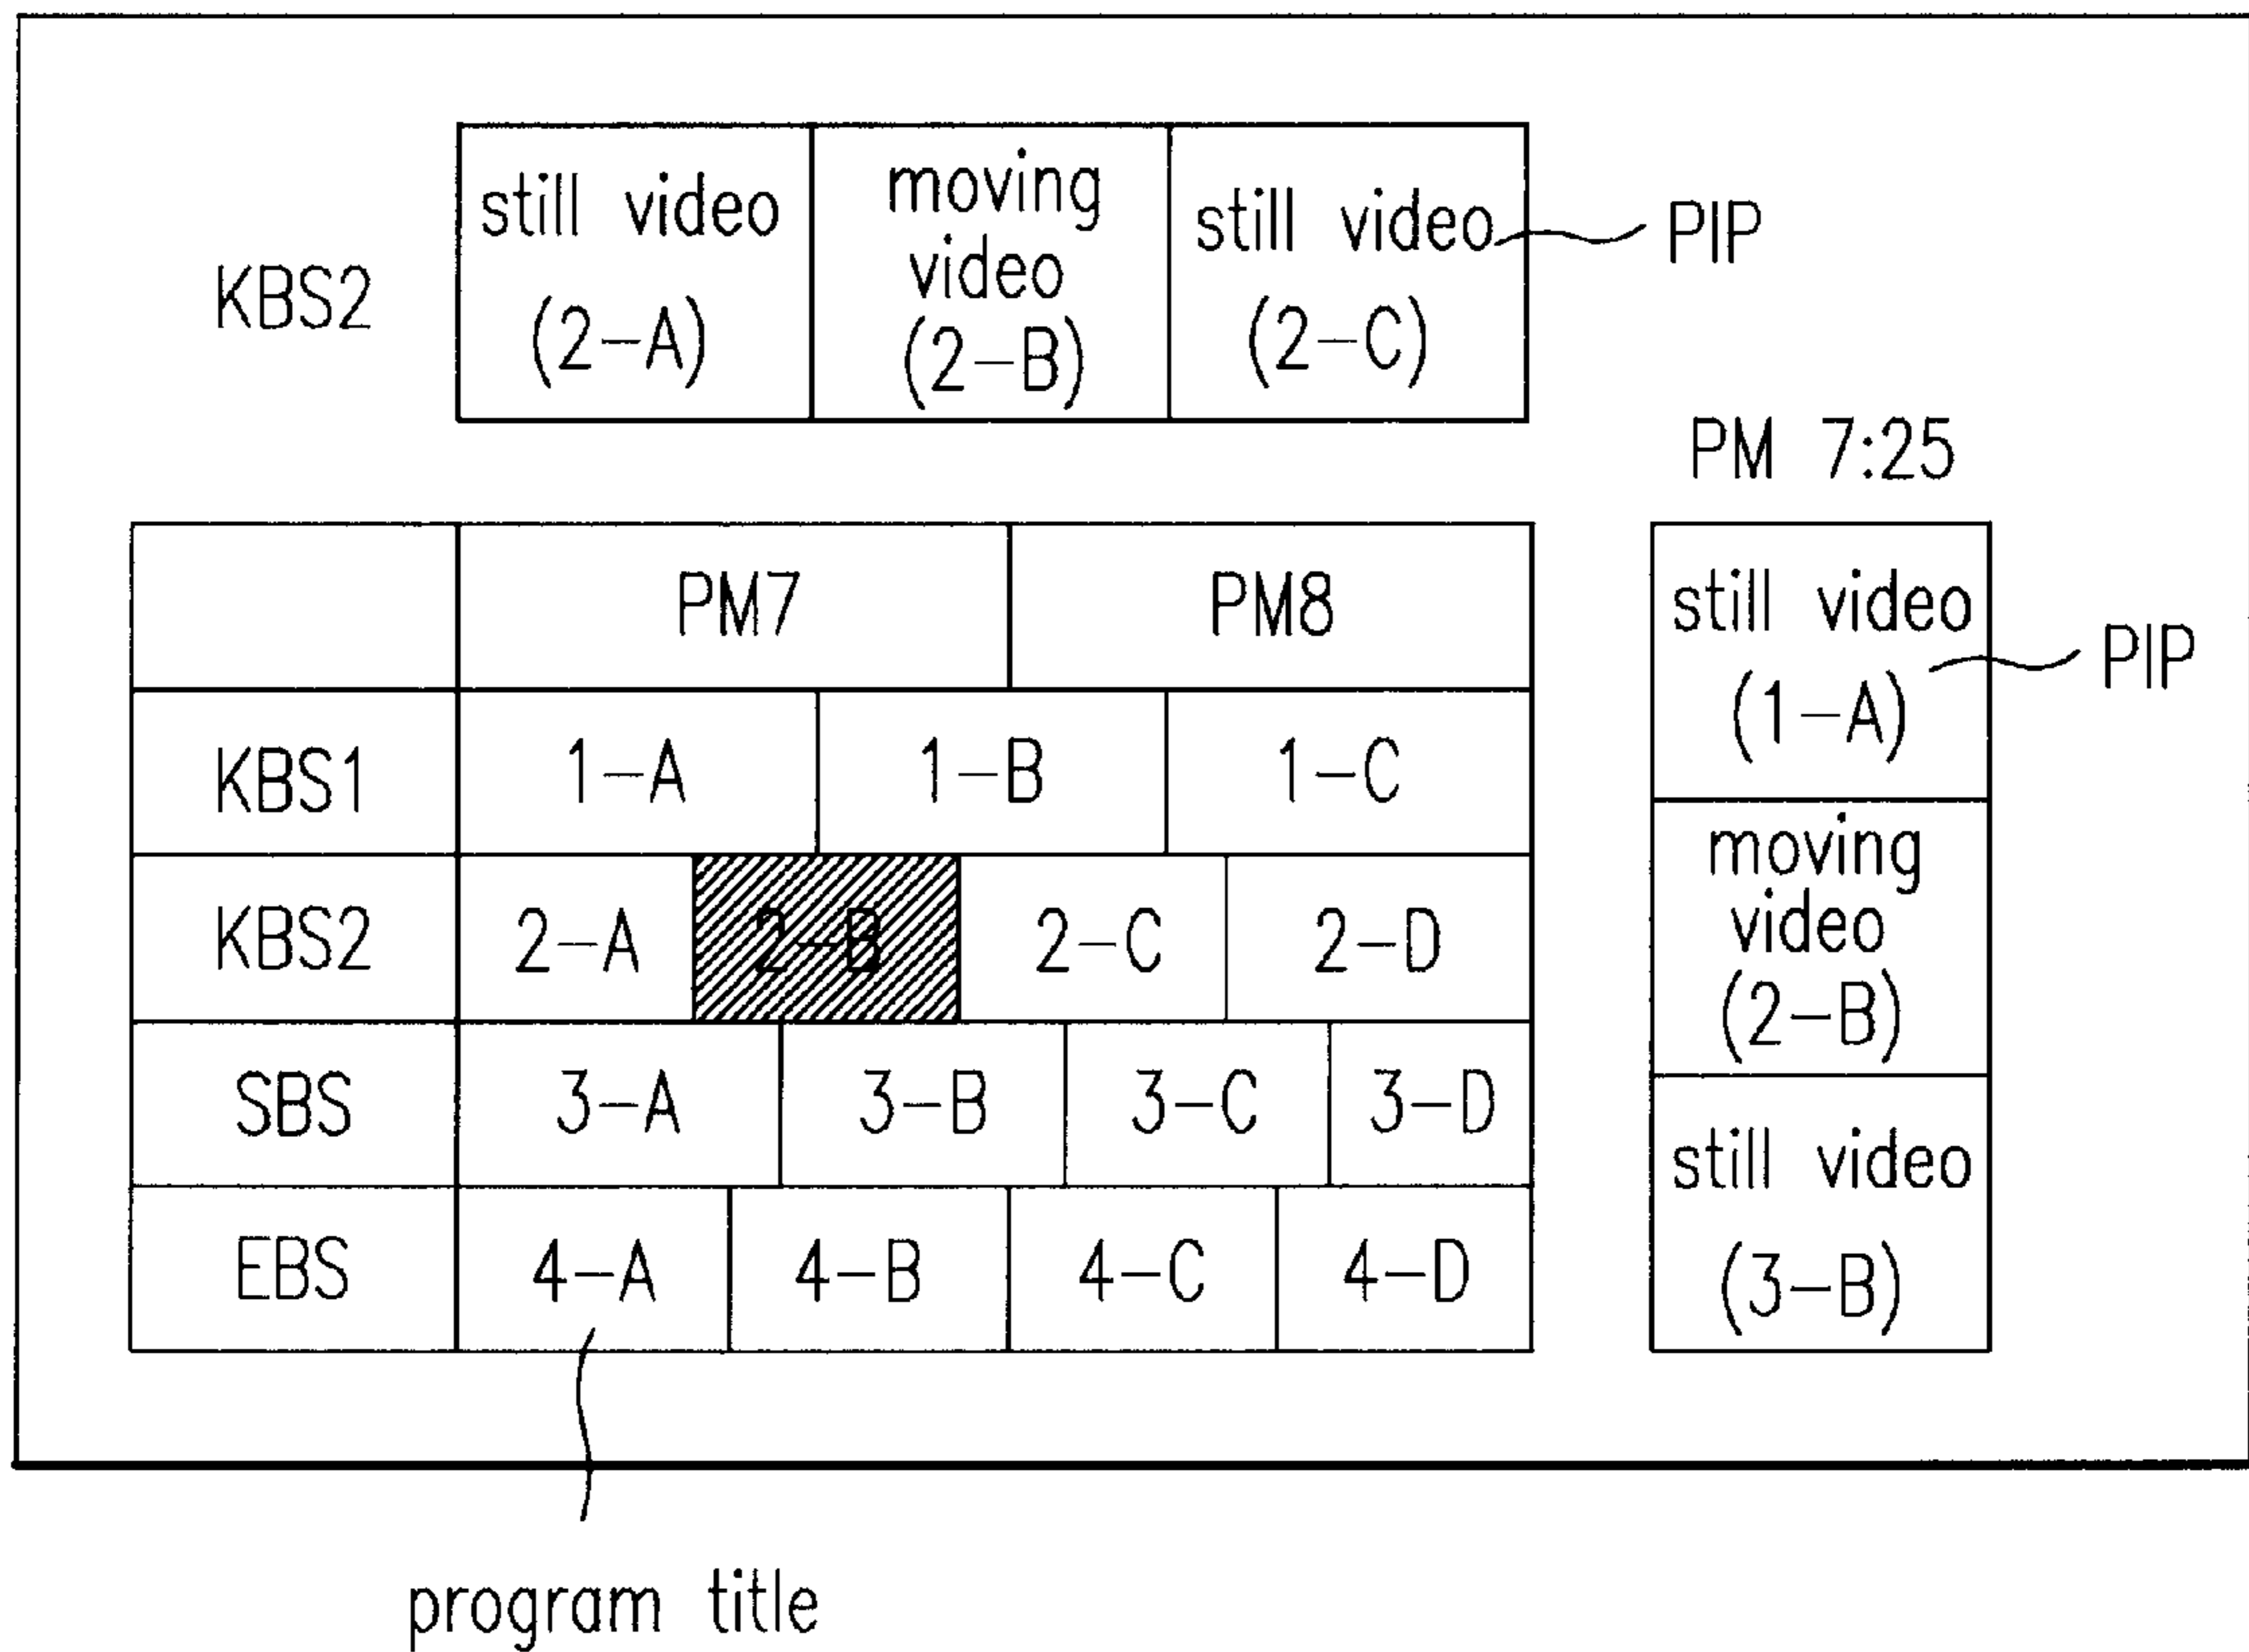 KBS2
still video
(2-A)
moving
video
(2-B)
still video
(2-C)
PIP
PM 7:25
PM7 PM8
KBS1 1-A 1-B 1-C
KBS2 2-A 2-B 2-C 2-D
SBS 3-A 3-B 3-C 3-D
EBS 4-A 4-B 4-C 4-D
still video
(1-A)
PIP
moving
video
(2-B)
still video
(3-B)
program title